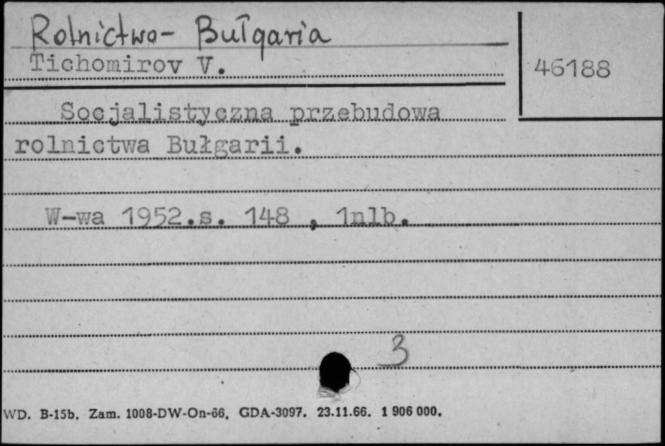 Rolnictwo - Bułgaria
Tichomirov V.
46188
Socjalistyczna przebudowa
rolnictwa Bułgarii.
W-wa 1952.s. 148 , 1nlb.
3
WD. B-15b. Zam. 1008-DW-On-66. GDA-3097. 23.11.66. 1 906 000.